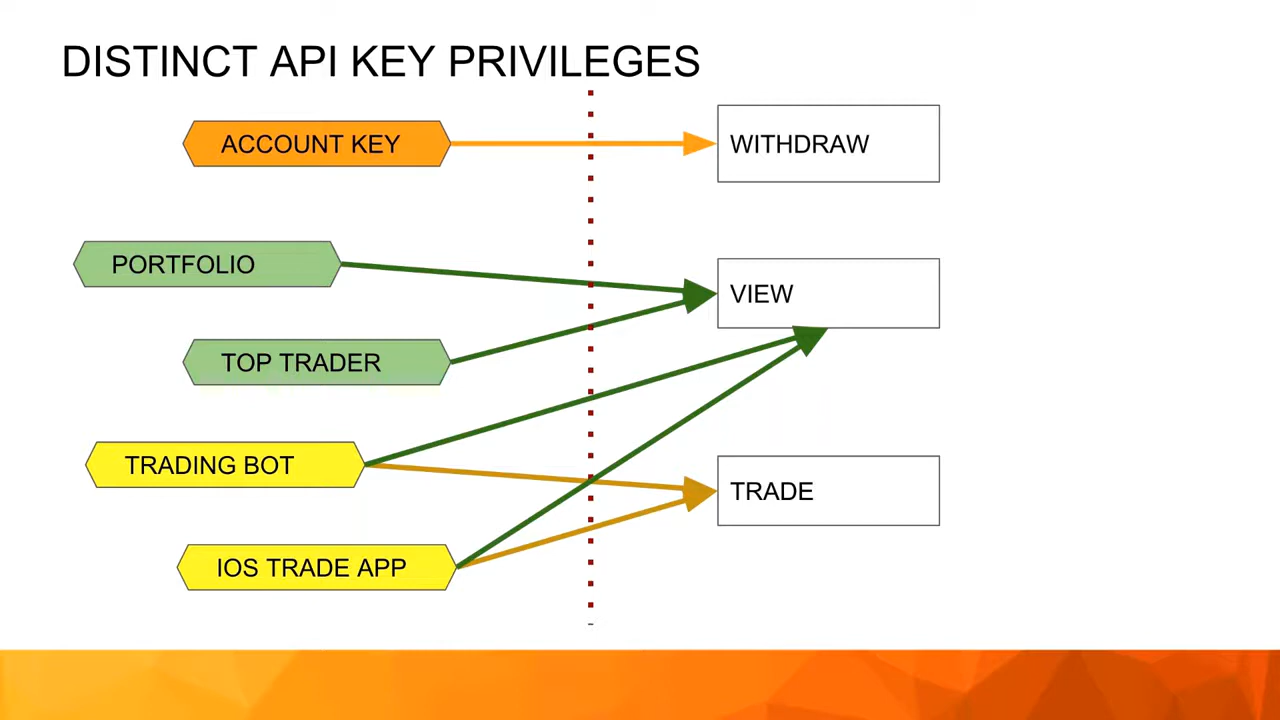 DISTINCT API KEY PRIVILEGES
ACCOUNT KEY
WITHDRAW
PORTFOLIO
VIEW
TOP TRADER
TRADING BOT
TRADE
IOS TRADE APP